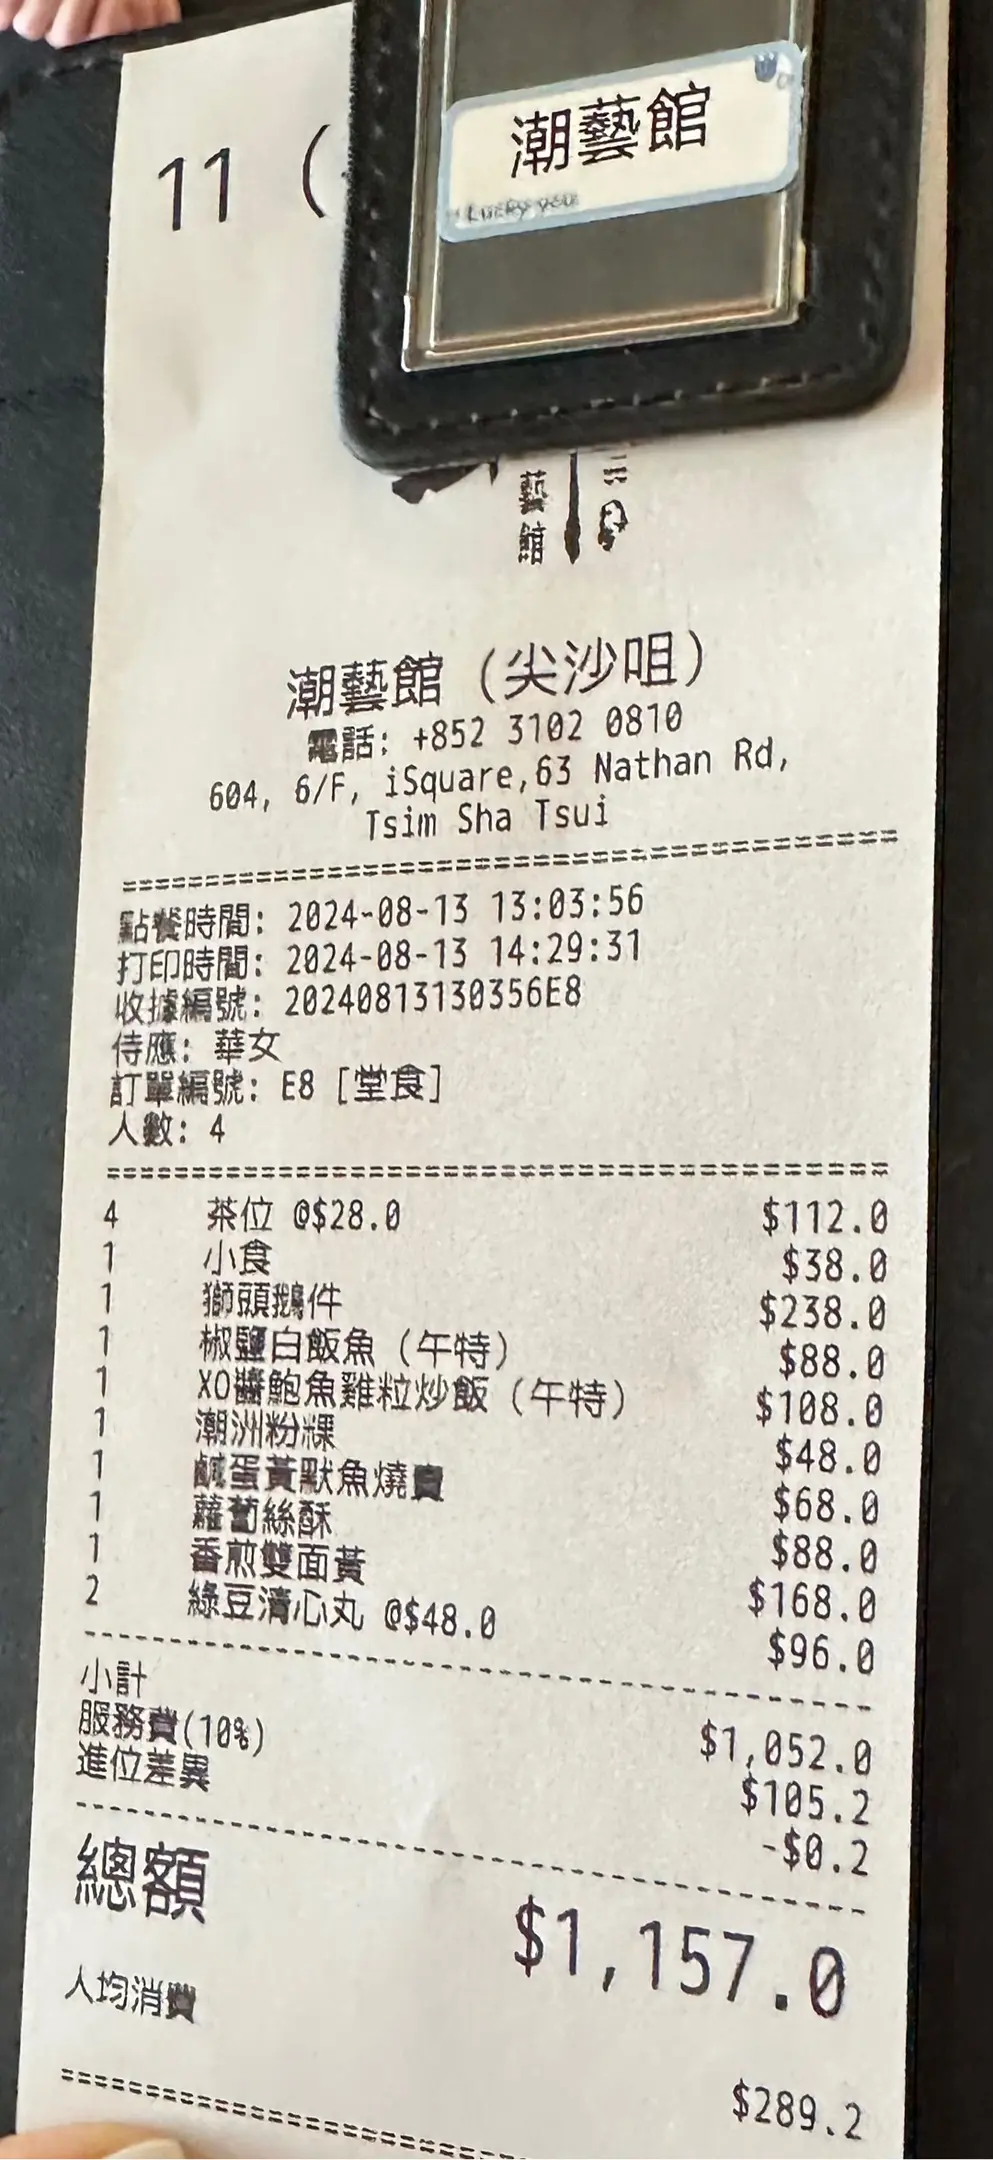 潮藝館
11 (
藝館
潮藝館 (尖沙咀)
電話: +852 3102 0810
604, 6/F, iSquare,63 Nathan Rd,
Tsim Sha Tsui
點餐時間: 2024-08-13 13:03:56
打印時間: 2024-08-13 14:29:31
收據編號: 20240813130356E8
侍應: 華女
訂單編號: E8 [堂食]
人數: 4
4 茶位 @$28.0 $112.0
1 小食 $38.0
1 獅頭鵝件 $238.0
1 椒鹽白飯魚 (午特) $88.0
1 XO醬鮑魚雞粒炒飯 (午特) $108.0
1 潮洲粉粿 $48.0
1 鹹蛋黃默魚燒賣 $68.0
1 蘿蔔絲酥 $88.0
1 香煎雙面黃 $168.0
2 綠豆清心丸 @$48.0 $96.0
小計 $1,052.0
服務費(10%) $105.2
進位差異 -$0.2
總額 $1,157.0
人均消費 $289.2